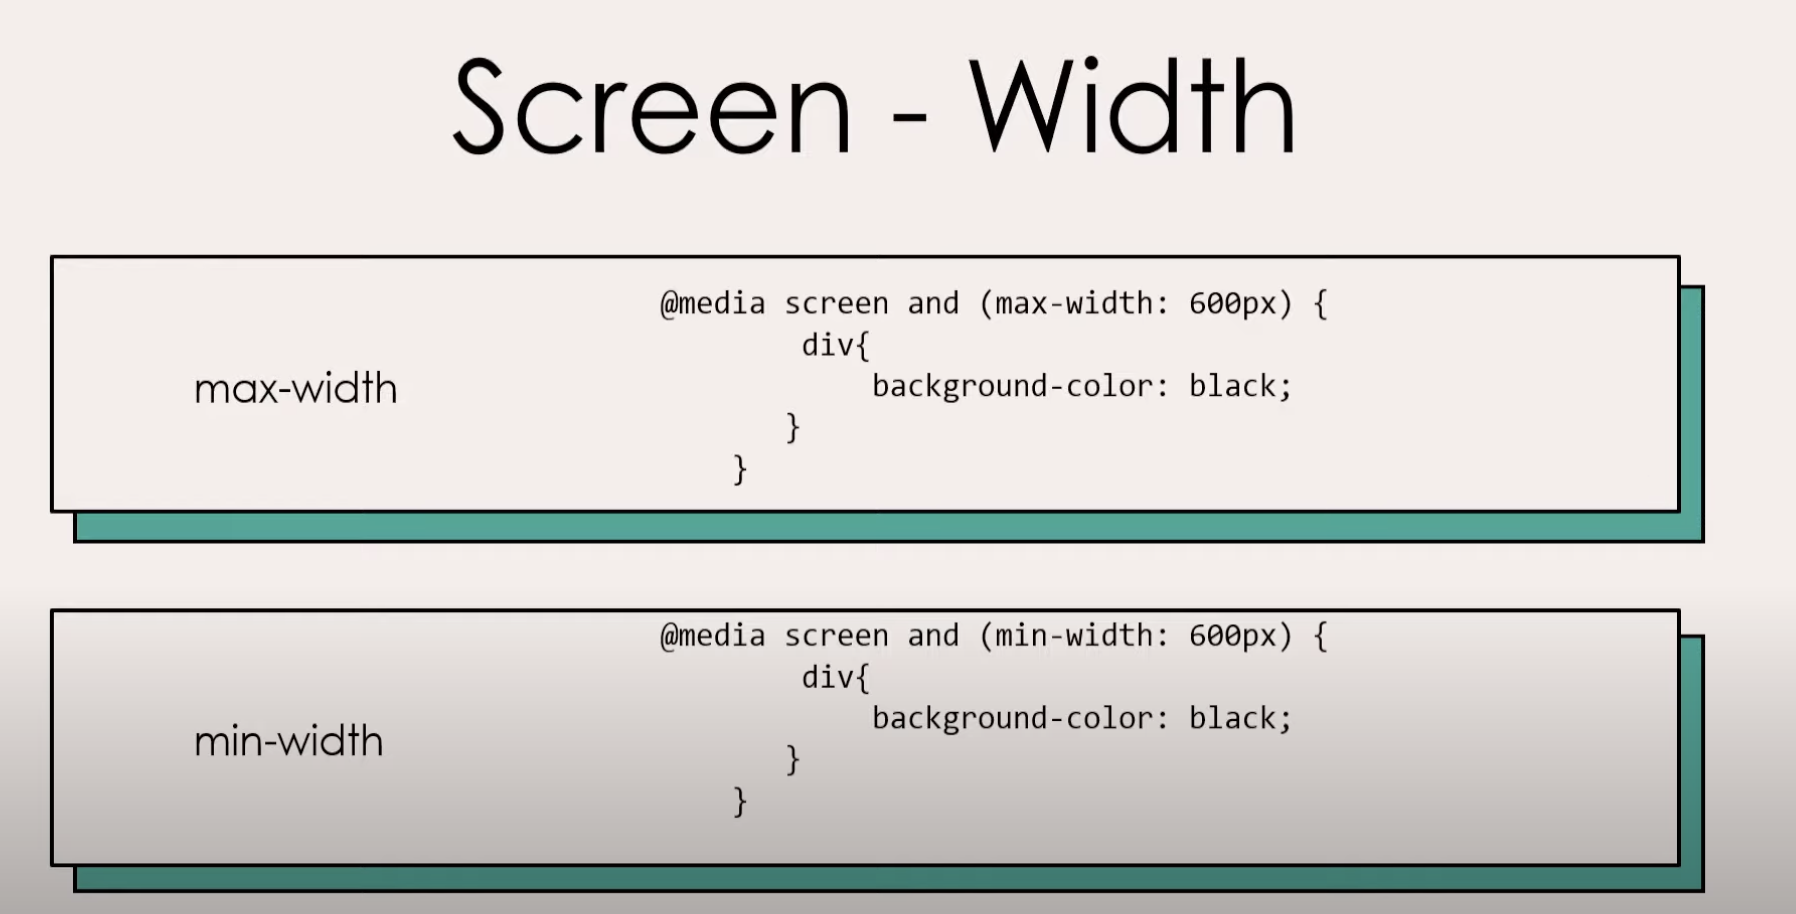 Screen - Width
max-width
@media screen and (max-width: 600px) {
div{
background-color: black;
}
}
min-width
@media screen and (min-width: 600px) {
div{
background-color: black;
}
}